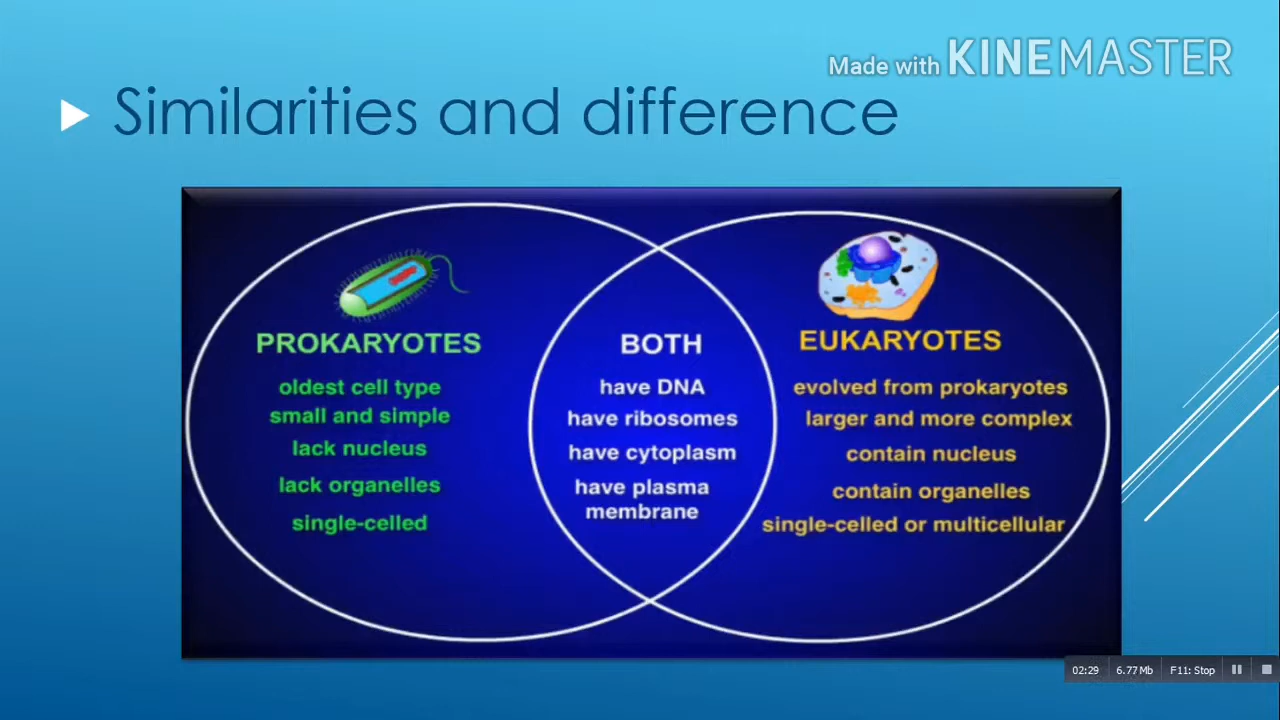 Made with KINEMASTER
Similarities and difference
PROKARYOTES
oldest cell type
small and simple
lack nucleus
lack organelles
single-celled
BOTH
have DNA
have ribosomes
have cytoplasm
have plasma
membrane
EUKARYOTES
evolved from prokaryotes
larger and more complex
contain nucleus
contain organelles
single-celled or multicellular
02:29 6.77Mb F11: Stop